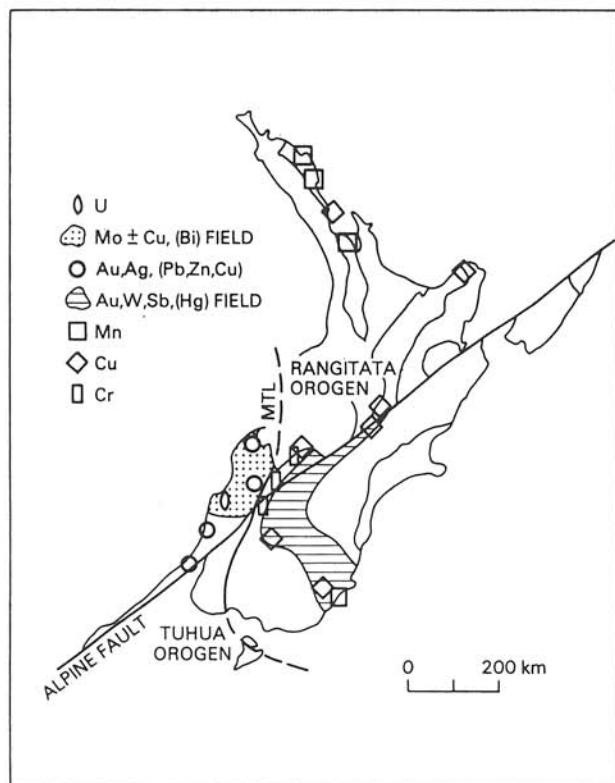 U
Mo ± Cu, (Bi) FIELD
Au,Ag, (Pb,Zn,Cu)
Au,W,Sb,(Hg) FIELD
Mn
Cu
Cr
MTL
RANGITATA
OROGEN
ALPINE FAULT
TUHUA
OROGEN
0 200 km